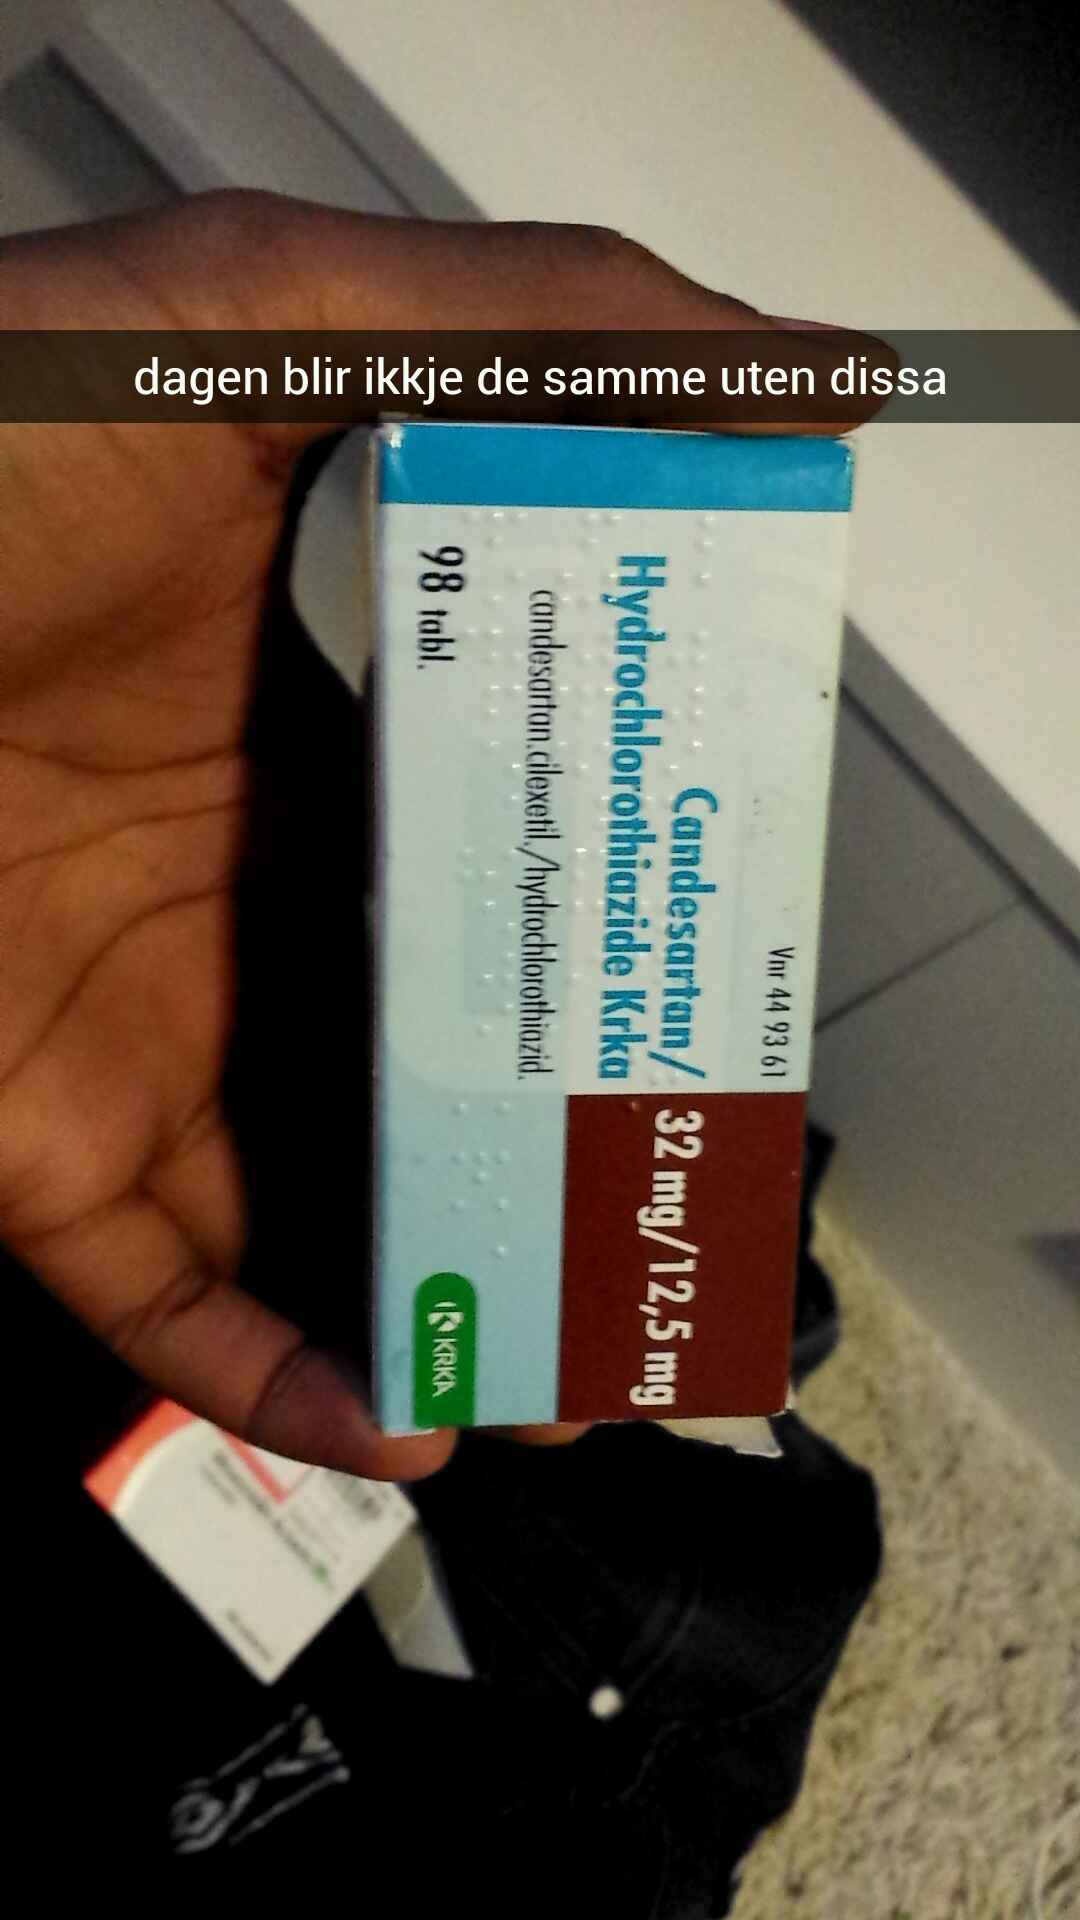 dagen blir ikkje de samme uten dissa
Vnr 44 93 61
Candesartan/
Hydrochlorothiazide Krka
32 mg/12,5 mg
candesartan.cilexetil./hydrochlorothiazid.
98 tabl.
KRKA